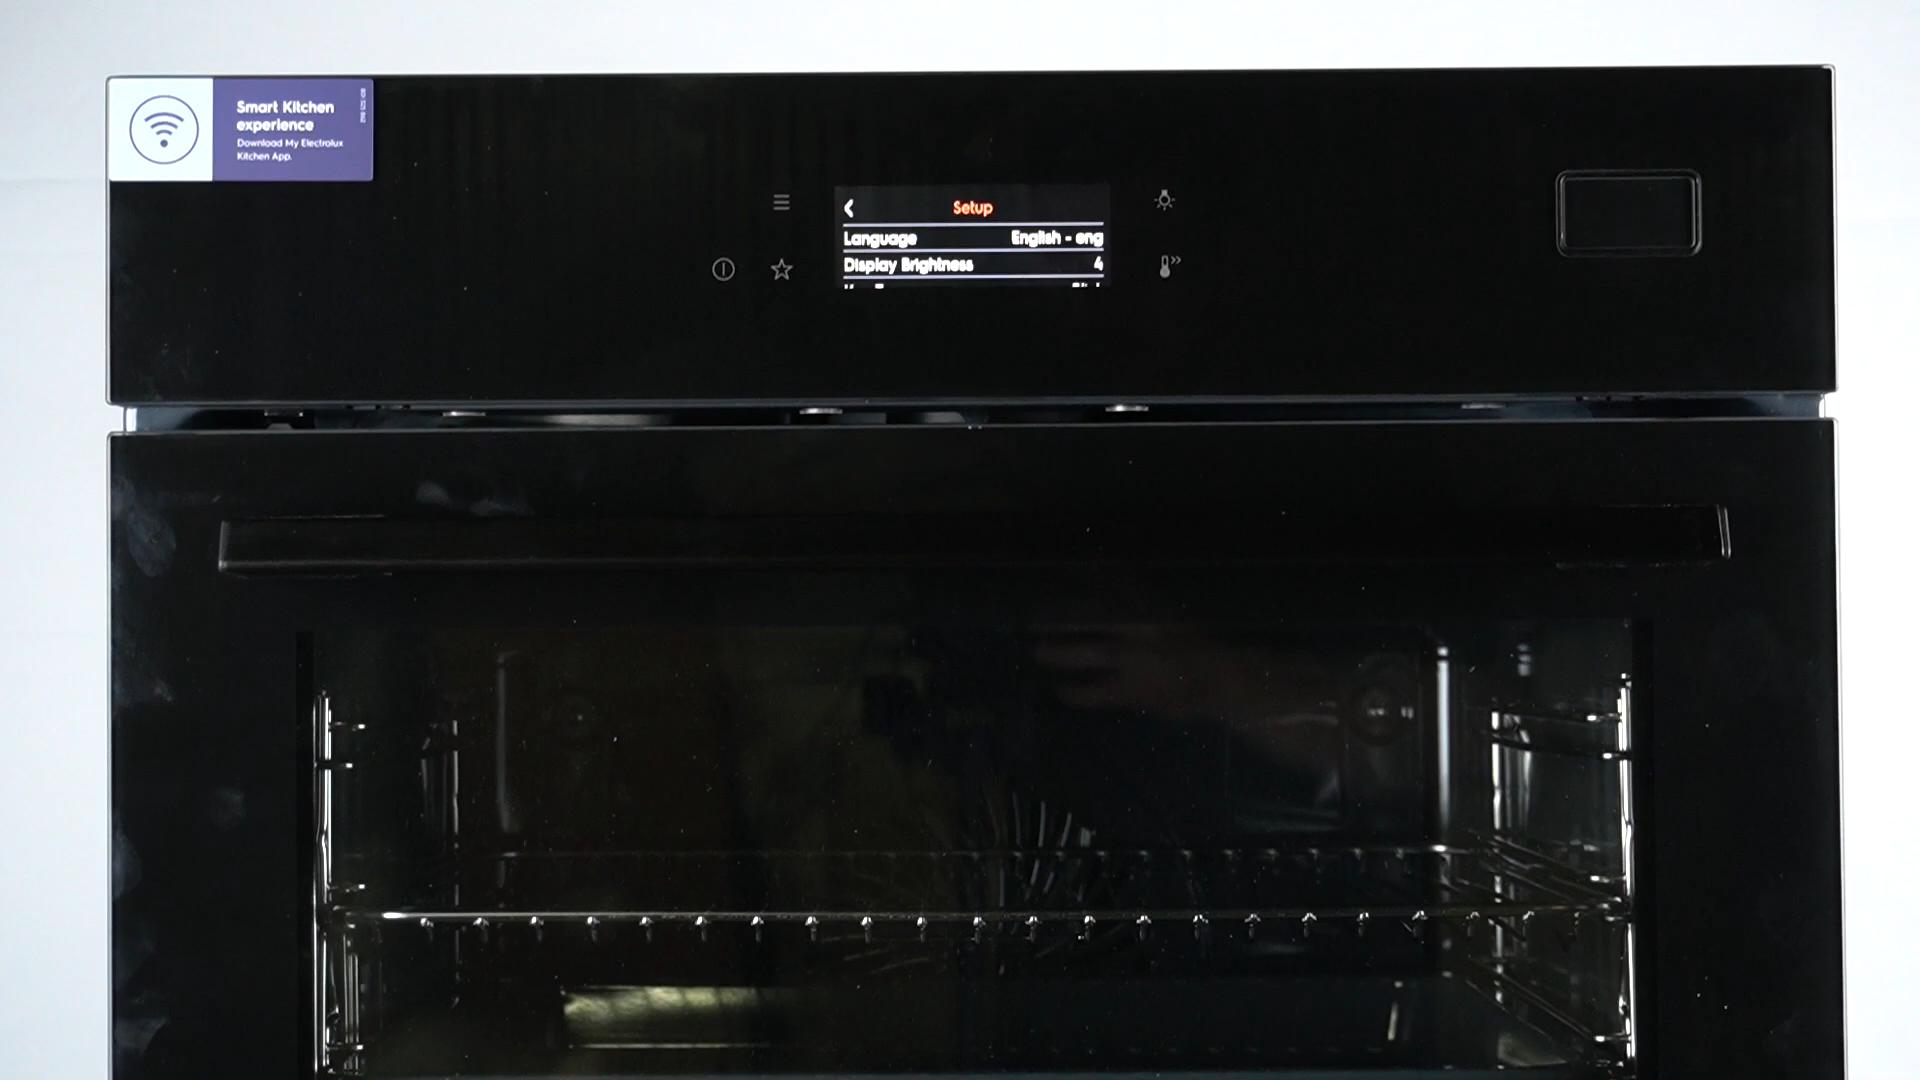 Smart Kitchen
experience
Download My Electrolux
Kitchen App.
Setup
Language English - eng
Display Brightness 4